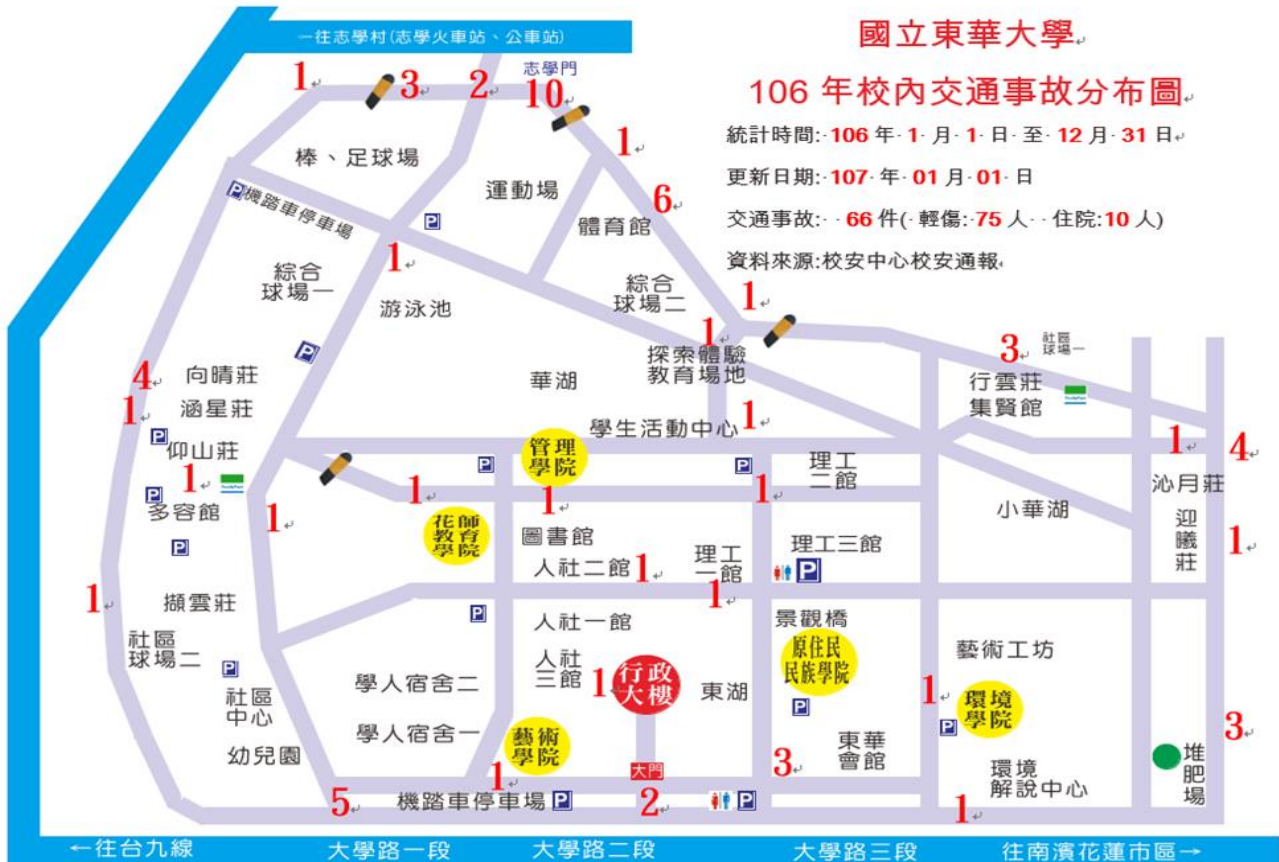 ←往志學村(志學火車站、公車站)
國立東華大學
106 年校內交通事故分布圖
統計時間: 106 年 1 月 1 日 至 12 月 31 日
更新日期: 107 年 01 月 01 日
交通事故: 66 件( 輕傷: 75 人 住院: 10 人)
資料來源:校安中心校安通報
志學門
1
3
2
10
1
棒、足球場
運動場
6
體育館
P
機踏車停車場
P
1
綜合
球場一
游泳池
綜合
球場二
1
1
探索體驗
教育場地
社區
球場一
3
P
4
向晴莊
華湖
行雲莊
集賢館
FamilyMart
1
涵星莊
學生活動中心
1
P
仰山莊
管理
學院
P
P
理工
二館
1
4
1
P
多容館
FamilyMart
1
1
1
1
沁月莊
小華湖
花師
教育
學院
圖書館
理工
一館
理工三館
迎曦莊
1
P
人社二館
1
P
1
擷雲莊
1
P
人社一館
景觀橋
社區
球場二
P
原住民
民族學院
藝術工坊
人社
三館
1
行政
大樓
東湖
學人宿舍二
社區
中心
P
1
環境
學院
P
3
學人宿舍一
藝術
學院
東華
會館
幼兒園
大門
3
環境
解說中心
堆肥場
1
5
機踏車停車場
P
2
P
1
←往台九線
大學路一段
大學路二段
大學路三段
往南濱花蓮市區→